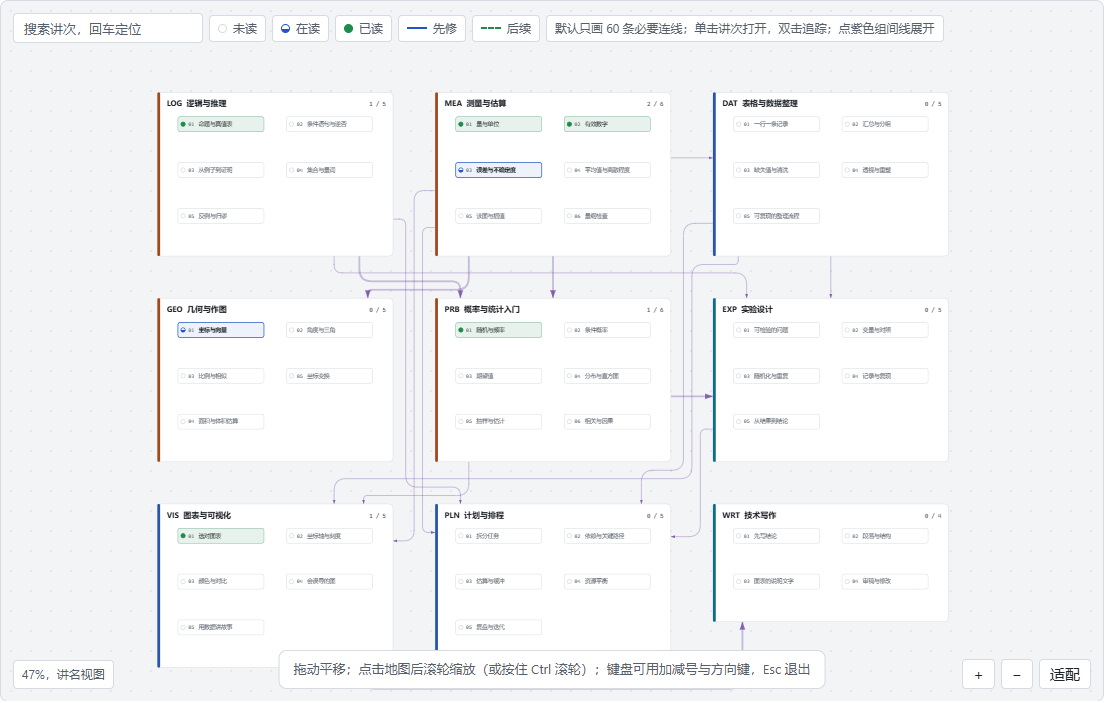 搜索讲次，回车定位
未读
在读
已读
先修
后续
默认只画 60 条必要连线；单击讲次打开，双击追踪；点紫色组间线展开
LOG 逻辑与推理 1 / 5
01 命题与真值表
02 条件语句与逆否
03 从例子到证明
04 集合与量词
05 反例与归谬
MEA 测量与估算 2 / 6
01 量与单位
02 有效数字
03 误差与不确定度
04 平均值与离散程度
05 读图与插值
06 量纲检查
DAT 表格与数据整理 0 / 5
01 一行一条记录
02 汇总与分组
03 缺失值与清洗
04 透视与重塑
05 可复现的整理流程
GEO 几何与作图 0 / 5
01 坐标与向量
02 角度与三角
03 比例与相似
05 坐标变换
04 面积与体积估算
PRB 概率与统计入门 1 / 6
01 随机与概率
02 条件概率
03 期望值
04 分布与直方图
05 抽样与估计
06 相关与因果
EXP 实验设计 0 / 5
01 可检验的问题
02 变量与对照
03 随机化与重复
04 记录与复现
05 从结果到结论
VIS 图表与可视化 1 / 5
01 选对图表
02 坐标轴与刻度
03 颜色与对比
04 会误导的图
05 用数据讲故事
PLN 计划与排程 0 / 5
01 拆分任务
02 依赖与关键路径
03 估算与缓冲
04 资源平衡
05 复盘与迭代
WRT 技术写作 0 / 4
01 先写结论
02 段落与结构
03 图表的说明文字
04 审稿与修改
47%，讲名视图
拖动平移；点击地图后滚轮缩放（或按住 Ctrl 滚轮）；键盘可用加减号与方向键，Esc 退出
+
−
适配